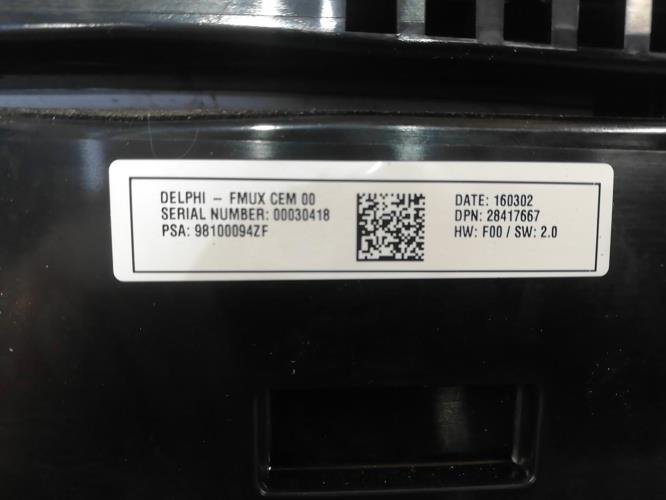 DELPHI – FMUX CEM 00
SERIAL NUMBER: 00030418
PSA: 98100094ZF
DATE: 160302
DPN: 28417667
HW: F00 / SW: 2.0